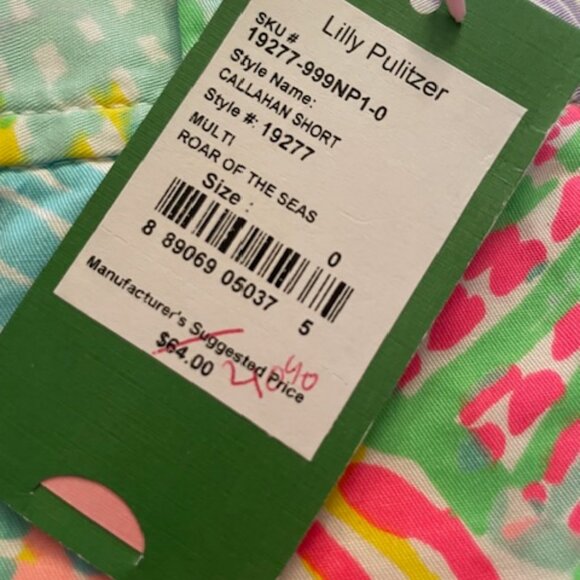 Lilly Pulitzer
SKU #
19277-999NP1-0
Style Name:
CALLAHAN SHORT
Style #: 19277
MULTI
ROAR OF THE SEAS
Size : 0
8 89069 05037 5
Manufacturer's Suggested Price
$64.00